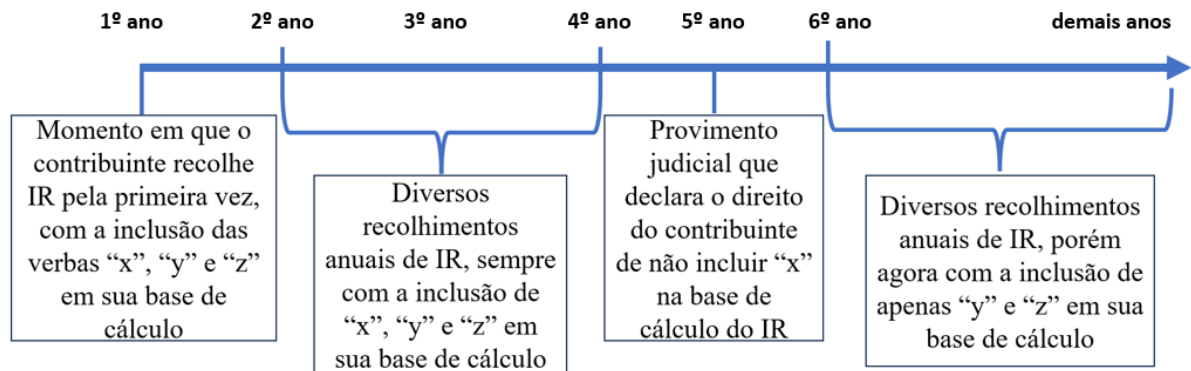 1º ano 2º ano 3º ano 4º ano 5º ano 6º ano demais anos
Momento em que o
contribuinte recolhe
IR pela primeira vez,
com a inclusão das
verbas “x”, “y” e “z”
em sua base de
cálculo
Diversos
recolhimentos
anuais de IR, sempre
com a inclusão de
“x”, “y” e “z” em
sua base de cálculo
Provimento
judicial que
declara o direito
do contribuinte
de não incluir “x”
na base de
cálculo do IR
Diversos recolhimentos
anuais de IR, porém
agora com a inclusão de
apenas “y” e “z” em sua
base de cálculo